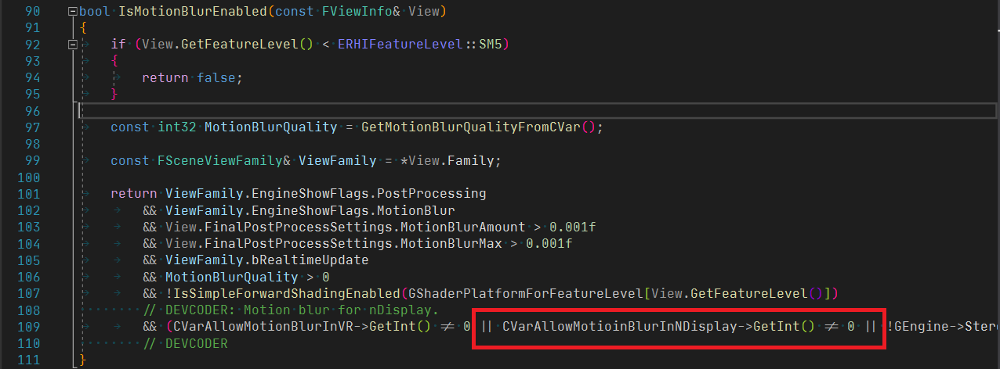 90 bool IsMotionBlurEnabled(const FViewInfo& View)
91 {
92 if (View.GetFeatureLevel() < ERHIFeatureLevel::SM5)
93 {
94 return false;
95 }
96
97 const int32 MotionBlurQuality = GetMotionBlurQualityFromCVar();
98
99 const FSceneViewFamily& ViewFamily = *View.Family;
100
101 return ViewFamily.EngineShowFlags.PostProcessing
102 && ViewFamily.EngineShowFlags.MotionBlur
103 && View.FinalPostProcessSettings.MotionBlurAmount > 0.001f
104 && View.FinalPostProcessSettings.MotionBlurMax > 0.001f
105 && ViewFamily.bRealtimeUpdate
106 && MotionBlurQuality > 0
107 && !IsSimpleForwardShadingEnabled(GShaderPlatformForFeatureLevel[View.GetFeatureLevel()])
108 // DEVCODER: Motion blur for nDisplay.
109 && (CVarAllowMotionBlurInVR->GetInt() ≠ 0 || CVarAllowMotioinBlurInNDisplay->GetInt() ≠ 0 || !GEngine->Stere
110 // DEVCODER
111 }